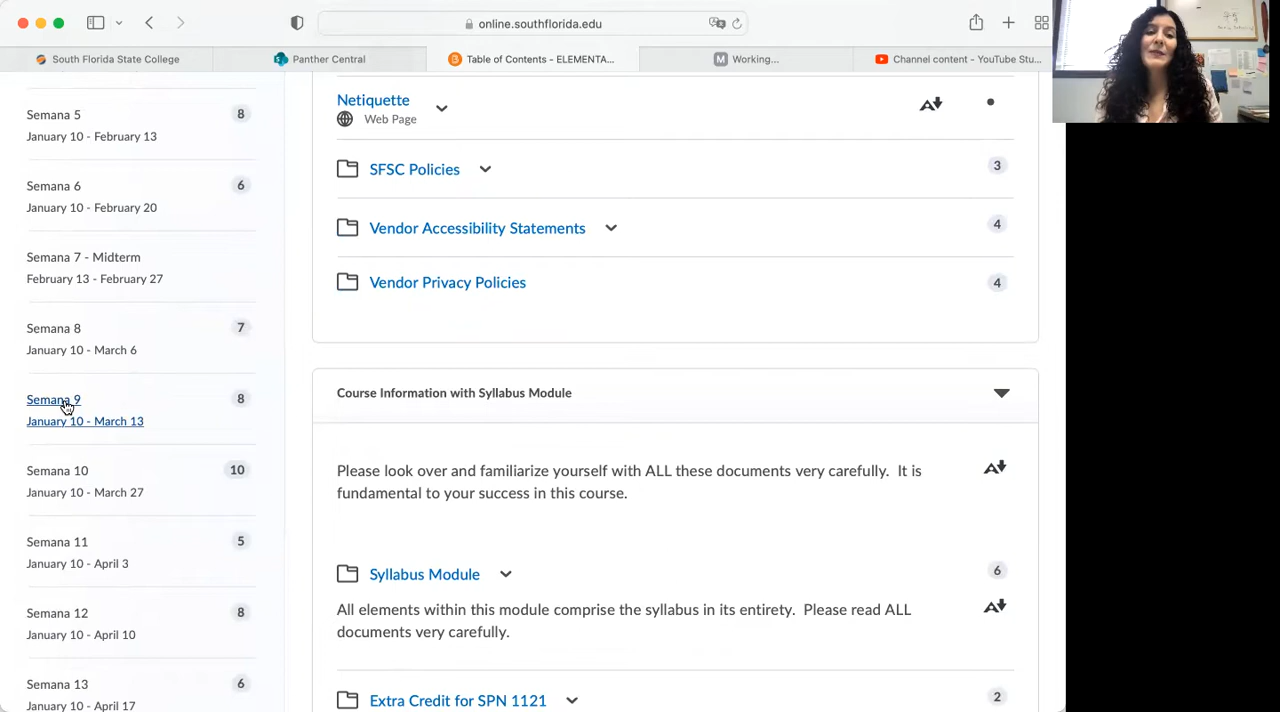 online.southflorida.edu
South Florida State College
Panther Central
Table of Contents - ELEMENTA...
Working...
Channel content - YouTube Stu...
Semana 5
8
January 10 - February 13
Semana 6
6
January 10 - February 20
Semana 7 - Midterm
February 13 - February 27
Semana 8
7
January 10 - March 6
Semana 9
8
January 10 - March 13
Semana 10
10
January 10 - March 27
Semana 11
5
January 10 - April 3
Semana 12
8
January 10 - April 10
Semana 13
6
January 10 - April 17
Netiquette
Web Page
SFSC Policies
3
Vendor Accessibility Statements
4
Vendor Privacy Policies
4
Course Information with Syllabus Module
Please look over and familiarize yourself with ALL these documents very carefully. It is
fundamental to your success in this course.
Syllabus Module
6
All elements within this module comprise the syllabus in its entirety. Please read ALL
documents very carefully.
Extra Credit for SPN 1121
2